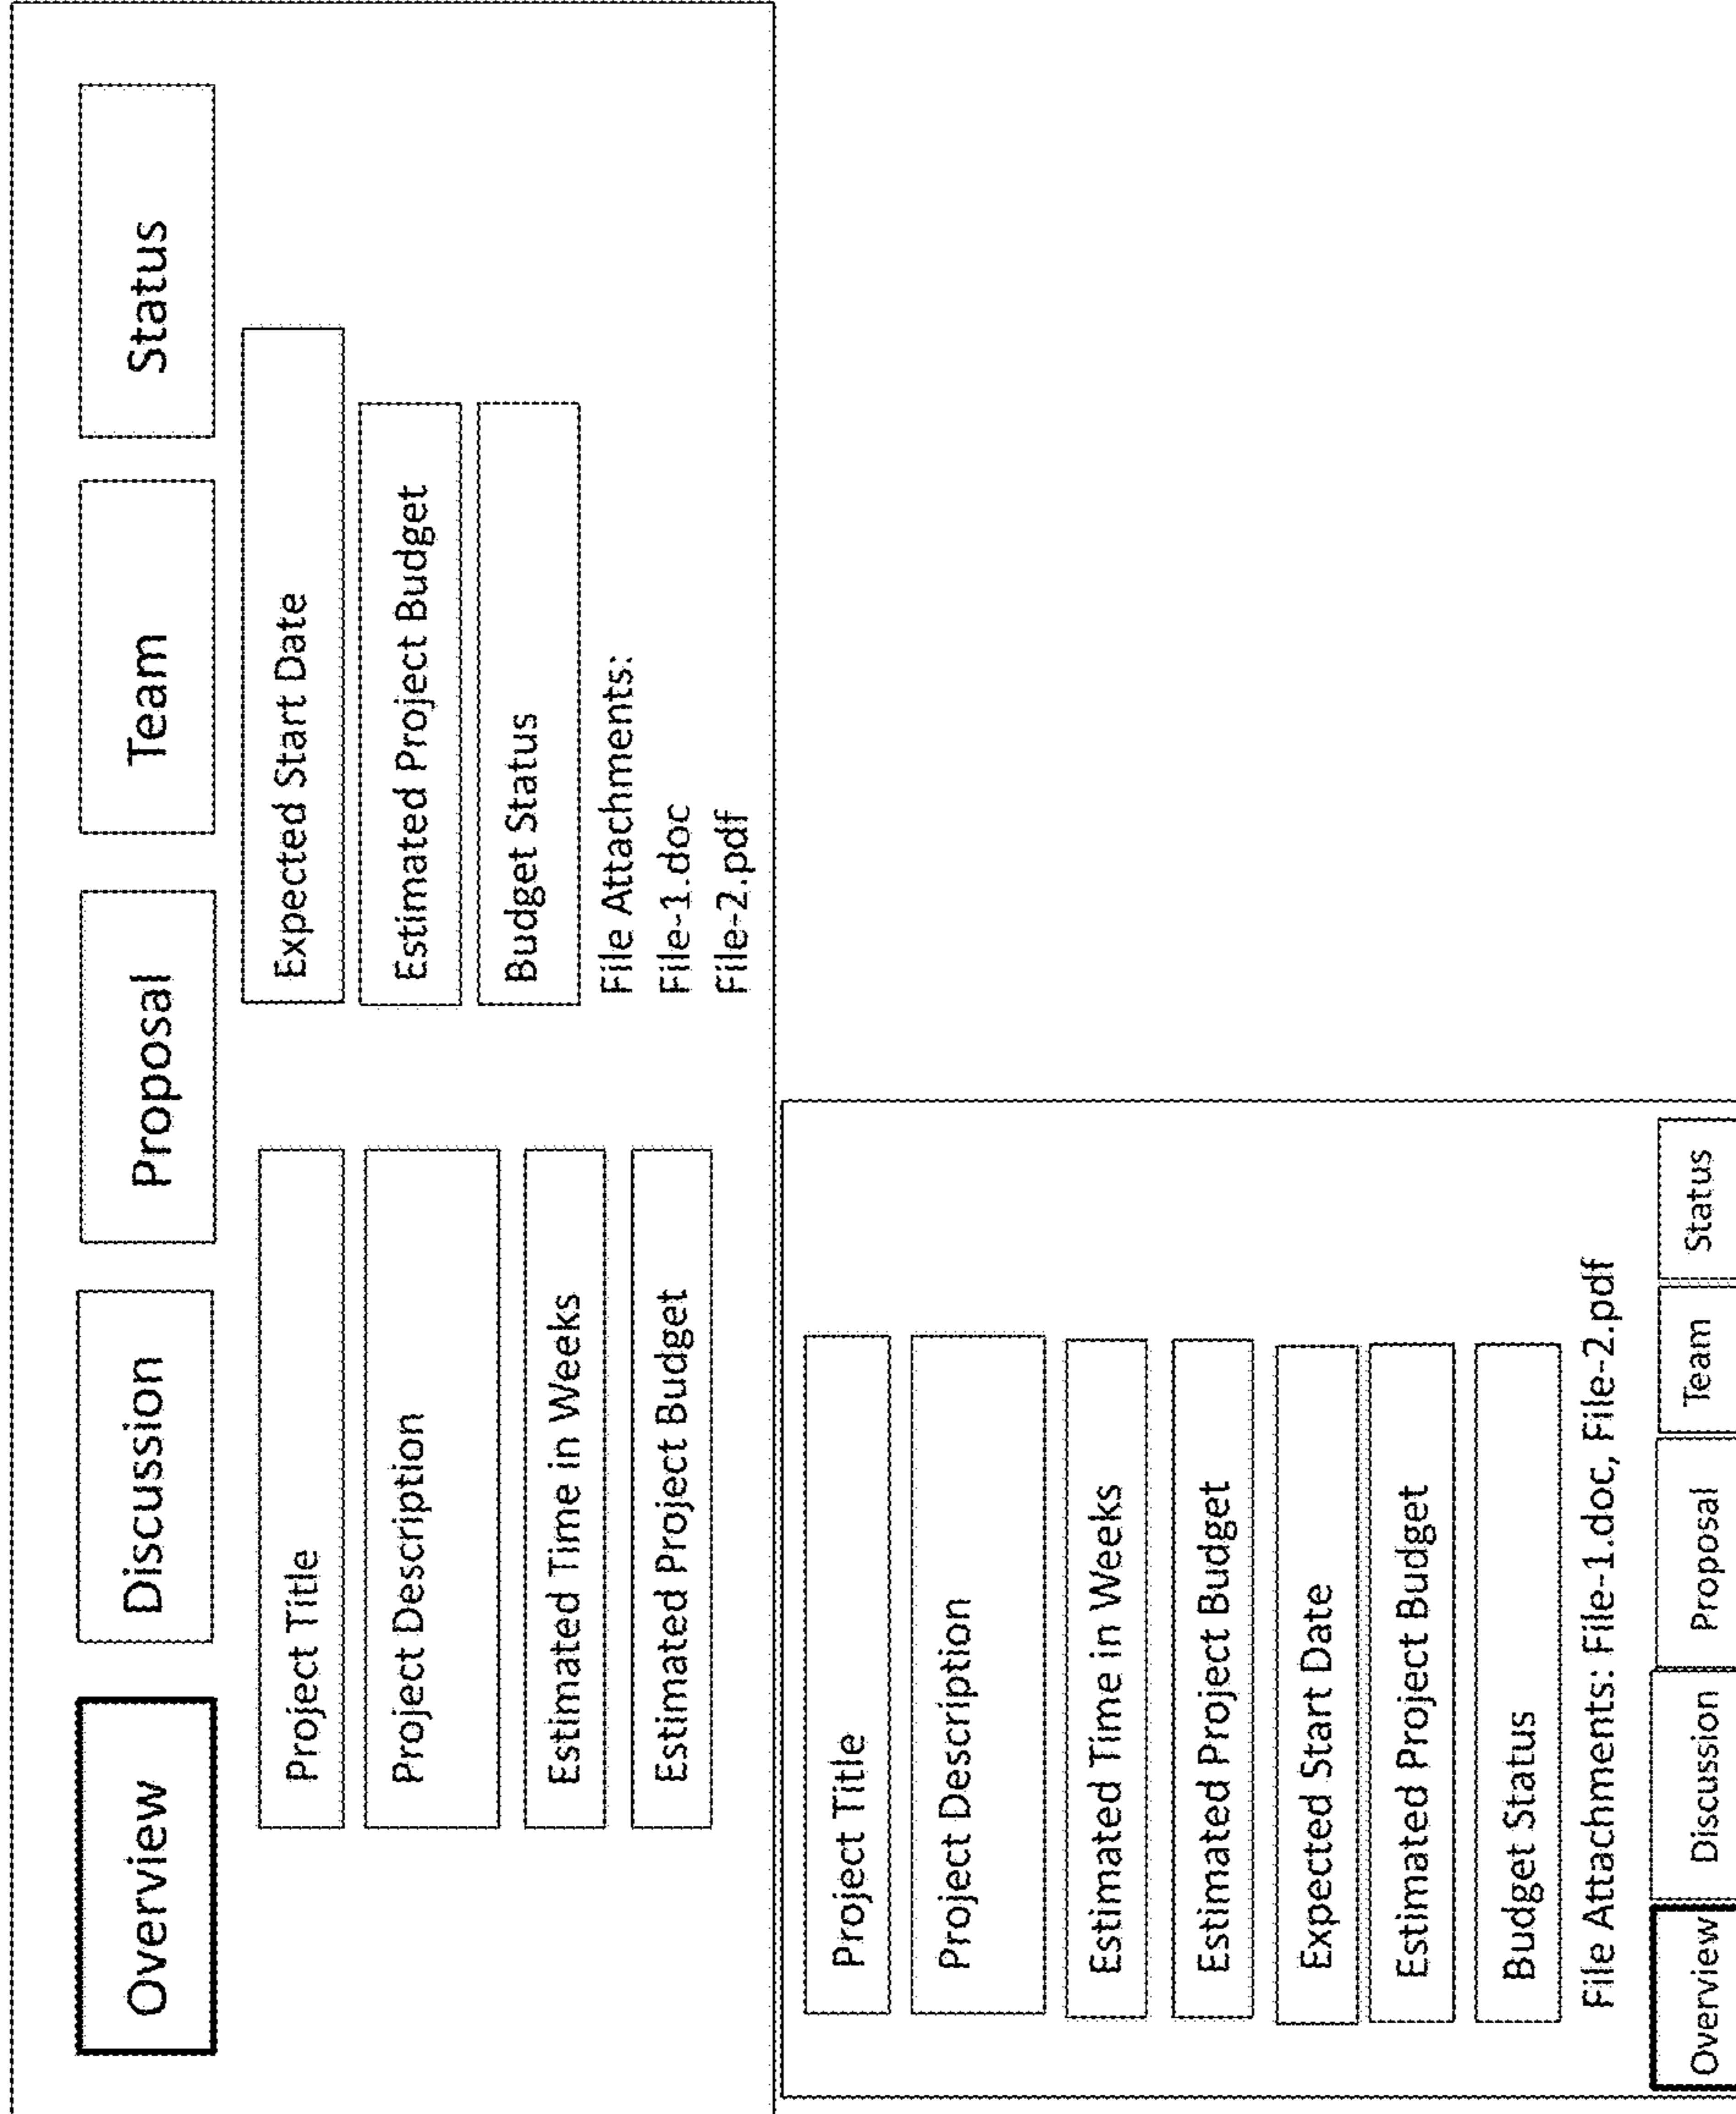 Overview
Discussion
Proposal
Team
Status
Project Title
Project Description
Estimated Time in Weeks
Estimated Project Budget
Expected Start Date
Estimated Project Budget
Budget Status
File Attachments:
File-1.doc
File-2.pdf
Project Title
Project Description
Estimated Time in Weeks
Estimated Project Budget
Expected Start Date
Estimated Project Budget
Budget Status
File Attachments: File-1.doc, File-2.pdf
Overview
Discussion
Proposal
Team
Status